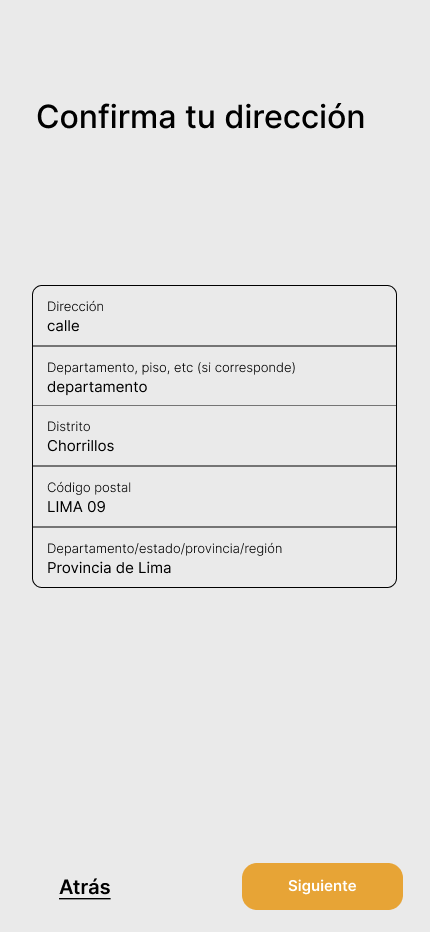 Confirma tu dirección
Dirección
calle
Departamento, piso, etc (si corresponde)
departamento
Distrito
Chorrillos
Código postal
LIMA 09
Departamento/estado/provincia/región
Provincia de Lima
Atrás
Siguiente